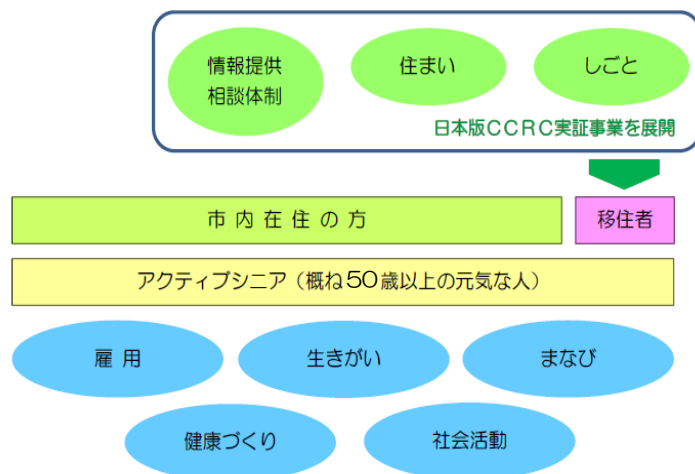 情報提供
相談体制
住まい
しごと
日本版CCRC実証事業を展開
市内在住の方
移住者
アクティブシニア（概ね50歳以上の元気な人）
雇用
生きがい
まなび
健康づくり
社会活動